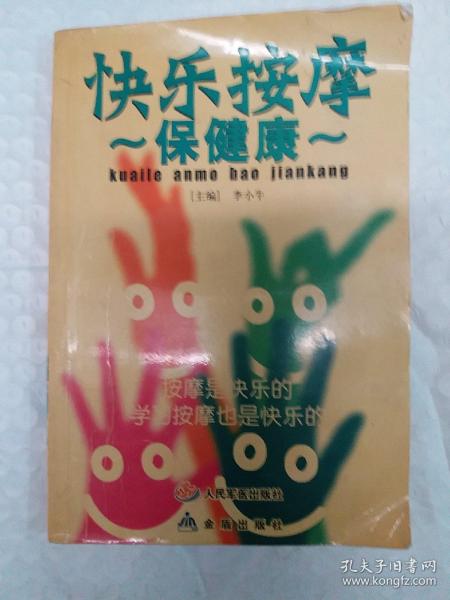 快乐按摩
~保健康~
kuaile anmo bao jiankang
[主编] 李小牛
按摩是快乐的
学习按摩也是快乐的
人民军医出版社
金盾出版社
孔夫子旧书网
www.kongfz.com